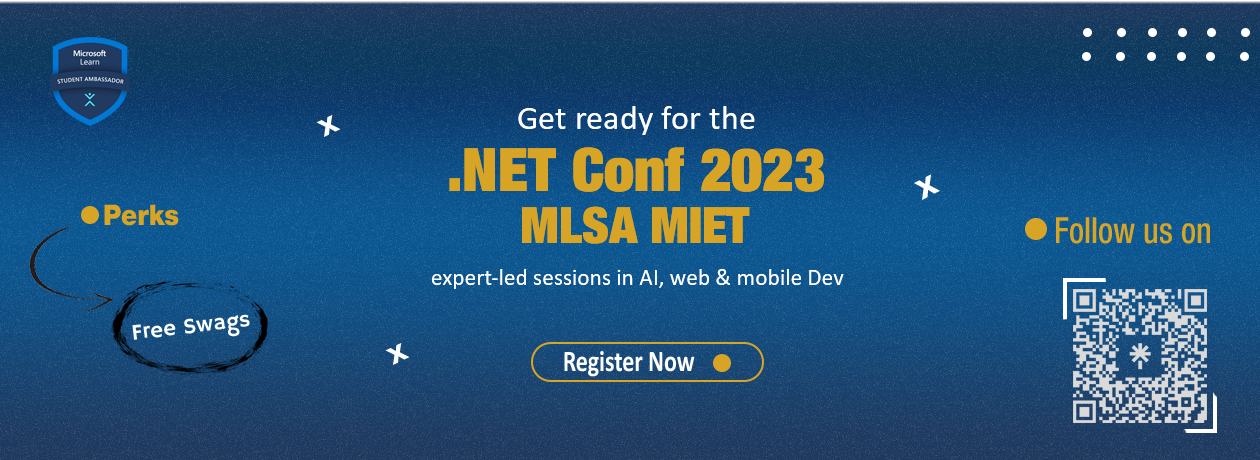 Microsoft
Learn
STUDENT AMBASSADOR
Get ready for the
.NET Conf 2023
MLSA MIET
expert-led sessions in AI, web & mobile Dev
Register Now
Perks
Free Swags
Follow us on